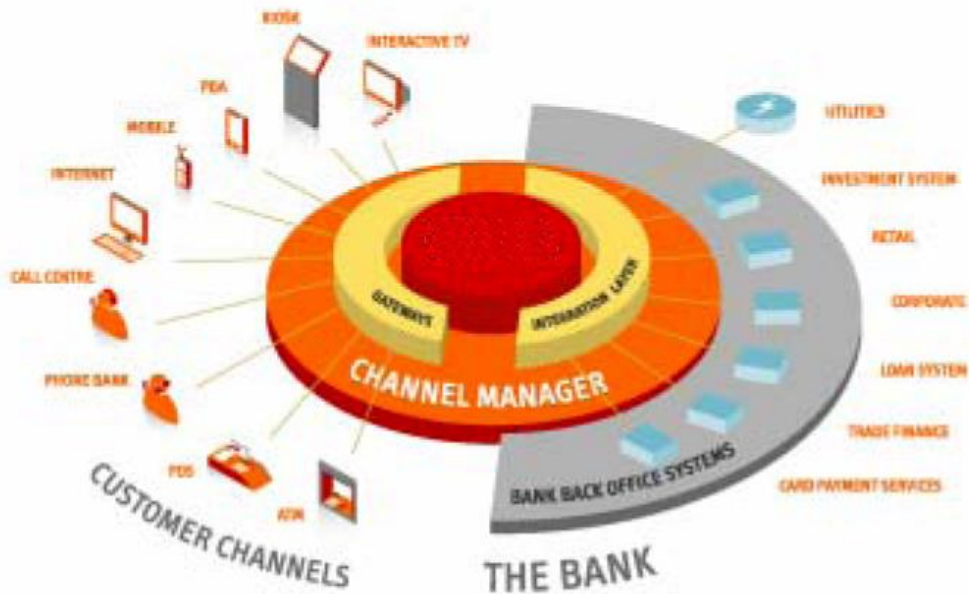 KIOSK
INTERACTIVE TV
PDA
MOBILE
INTERNET
CALL CENTRE
PHONE BANK
POS
ATM
CUSTOMER CHANNELS
GATEWAYS
INTEGRATION LAYER
CHANNEL MANAGER
UTILITIES
INVESTMENT SYSTEM
RETAIL
CORPORATE
LOAN SYSTEM
TRADE FINANCE
CARD PAYMENT SERVICES
BANK BACK OFFICE SYSTEMS
THE BANK